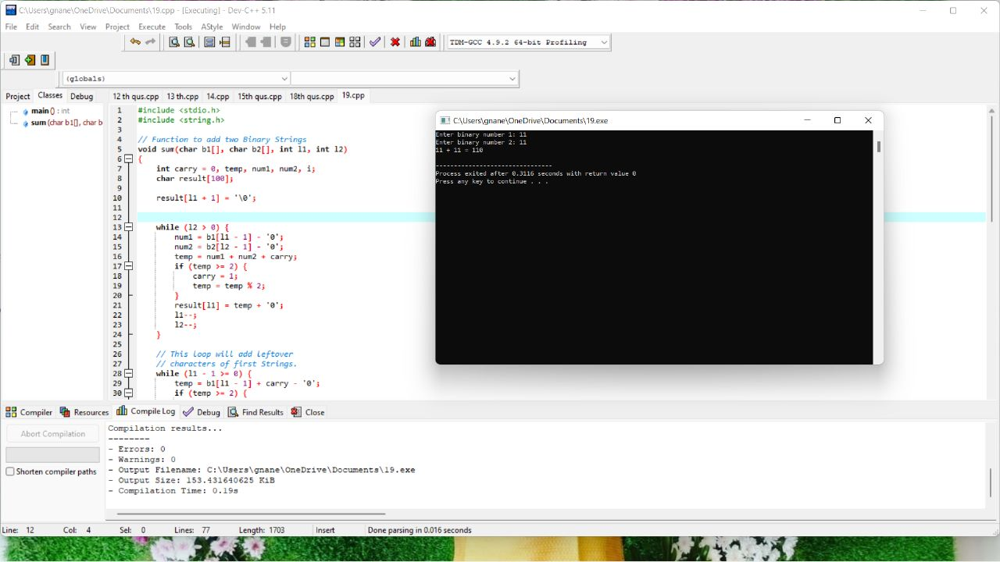 C:\Users\gnane\OneDrive\Documents\19.cpp - [Executing] - Dev-C++ 5.11
File Edit Search View Project Execute Tools AStyle Window Help
TDM-GCC 4.9.2 64-bit Profiling
(globals)
Project Classes Debug
12 th qus.cpp 13 th.cpp 14.cpp 15th qus.cpp 18th qus.cpp 19.cpp
main () : int
sum (char b1[], char b
1 #include <stdio.h>
2 #include <string.h>
3
4 // Function to add two Binary Strings
5 void sum(char b1[], char b2[], int l1, int l2)
6 {
7 int carry = 0, temp, num1, num2, i;
8 char result[100];
9
10 result[l1 + 1] = '\0';
11
12
13 while (l2 > 0) {
14 num1 = b1[l1 - 1] - '0';
15 num2 = b2[l2 - 1] - '0';
16 temp = num1 + num2 + carry;
17 if (temp >= 2) {
18 carry = 1;
19 temp = temp % 2;
20 }
21 result[l1] = temp + '0';
22 l1--;
23 l2--;
24 }
25
26 // This loop will add leftover
27 // characters of first Strings.
28 while (l1 - 1 >= 0) {
29 temp = b1[l1 - 1] + carry - '0';
30 if (temp >= 2) {
C:\Users\gnane\OneDrive\Documents\19.exe
Enter binary number 1: 11
Enter binary number 2: 11
11 + 11 = 110
--------------------------------
Process exited after 0.3116 seconds with return value 0
Press any key to continue . . .
Compiler Resources Compile Log Debug Find Results Close
Abort Compilation
Shorten compiler paths
Compilation results...
--------
- Errors: 0
- Warnings: 0
- Output Filename: C:\Users\gnane\OneDrive\Documents\19.exe
- Output Size: 153.431640625 KiB
- Compilation Time: 0.19s
Line: 12 Col: 4 Sel: 0 Lines: 77 Length: 1703 Insert Done parsing in 0.016 seconds